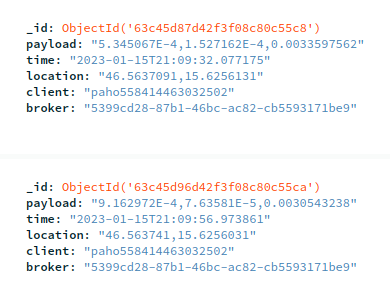 _id: ObjectId('63c45d87d42f3f08c80c55c8')
payload: "5.345067E-4,1.527162E-4,0.0033597562"
time: "2023-01-15T21:09:32.077175"
location: "46.5637091,15.6256131"
client: "paho558414463032502"
broker: "5399cd28-87b1-46bc-ac82-cb5593171be9"
_id: ObjectId('63c45d96d42f3f08c80c55ca')
payload: "9.162972E-4,7.63581E-5,0.0030543238"
time: "2023-01-15T21:09:56.973861"
location: "46.563741,15.6256031"
client: "paho558414463032502"
broker: "5399cd28-87b1-46bc-ac82-cb5593171be9"